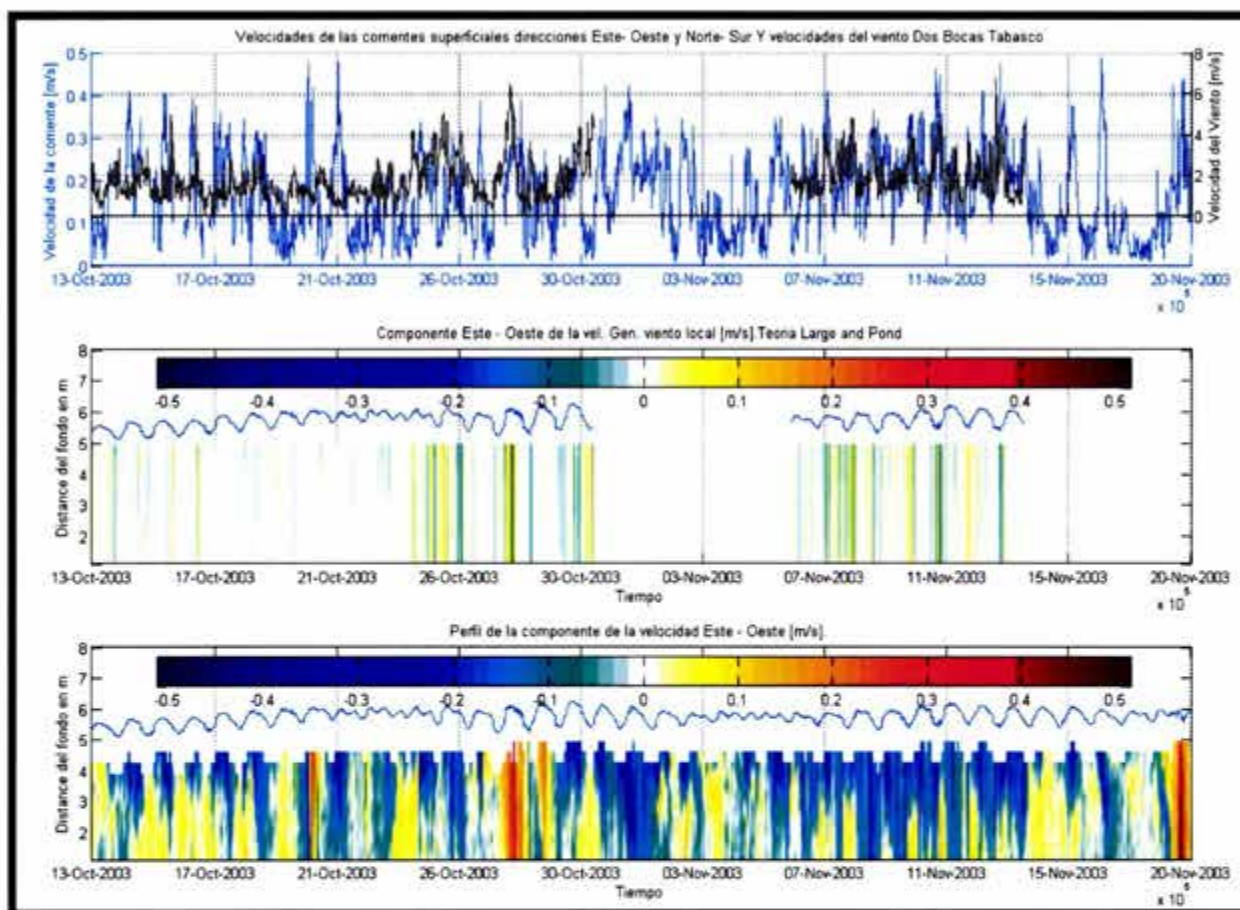 Velocidades de las corrientes superficiales direcciones Este- Oeste y Norte- Sur Y velocidades del viento Dos Bocas Tabasco
Velocidad de la corriente [m/s]
0.5
0.4
0.3
0.2
0.1
0
8
6
4
2
0
Velocidad del Viento [m/s]
13-Oct-2003 17-Oct-2003 21-Oct-2003 26-Oct-2003 30-Oct-2003 03-Nov-2003 07-Nov-2003 11-Nov-2003 15-Nov-2003 20-Nov-2003
x 10^5
Componente Este - Oeste de la vel. Gen. viento local [m/s].Teoria Large and Pond
Distance del fondo en m
8
7
6
5
4
3
2
-0.5 -0.4 -0.3 -0.2 -0.1 0 0.1 0.2 0.3 0.4 0.5
13-Oct-2003 17-Oct-2003 21-Oct-2003 26-Oct-2003 30-Oct-2003 03-Nov-2003 07-Nov-2003 11-Nov-2003 15-Nov-2003 20-Nov-2003
Tiempo
x 10^5
Perfil de la componente de la velocidad Este - Oeste [m/s]
Distance del fondo en m
8
7
6
5
4
3
2
-0.5 -0.4 -0.3 -0.2 -0.1 0 0.1 0.2 0.3 0.4 0.5
13-Oct-2003 17-Oct-2003 21-Oct-2003 26-Oct-2003 30-Oct-2003 03-Nov-2003 07-Nov-2003 11-Nov-2003 15-Nov-2003 20-Nov-2003
Tiempo
x 10^5